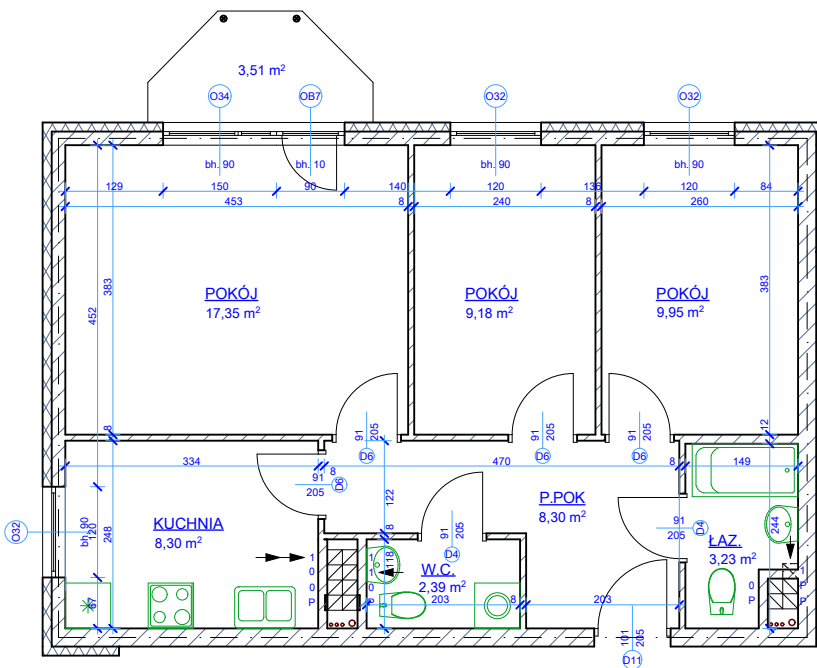 3,51 m²
O34
OB7
O32
O32
bh. 90
bh. 10
bh. 90
bh. 90
129
150
90
140
120
136
120
84
453
8
240
8
260
383
452
383
POKÓJ
17,35 m²
POKÓJ
9,18 m²
POKÓJ
9,95 m²
8
12
91
205
D6
91
205
D6
91
205
D6
334
8
470
8
149
91
205
D6
122
8
O32
bh. 90
120
248
67
KUCHNIA
8,30 m²
P.POK
8,30 m²
91
205
D4
91
205
D4
ŁAZ.
3,23 m²
244
W.C.
2,39 m²
118
203
8
203
101
205
D11